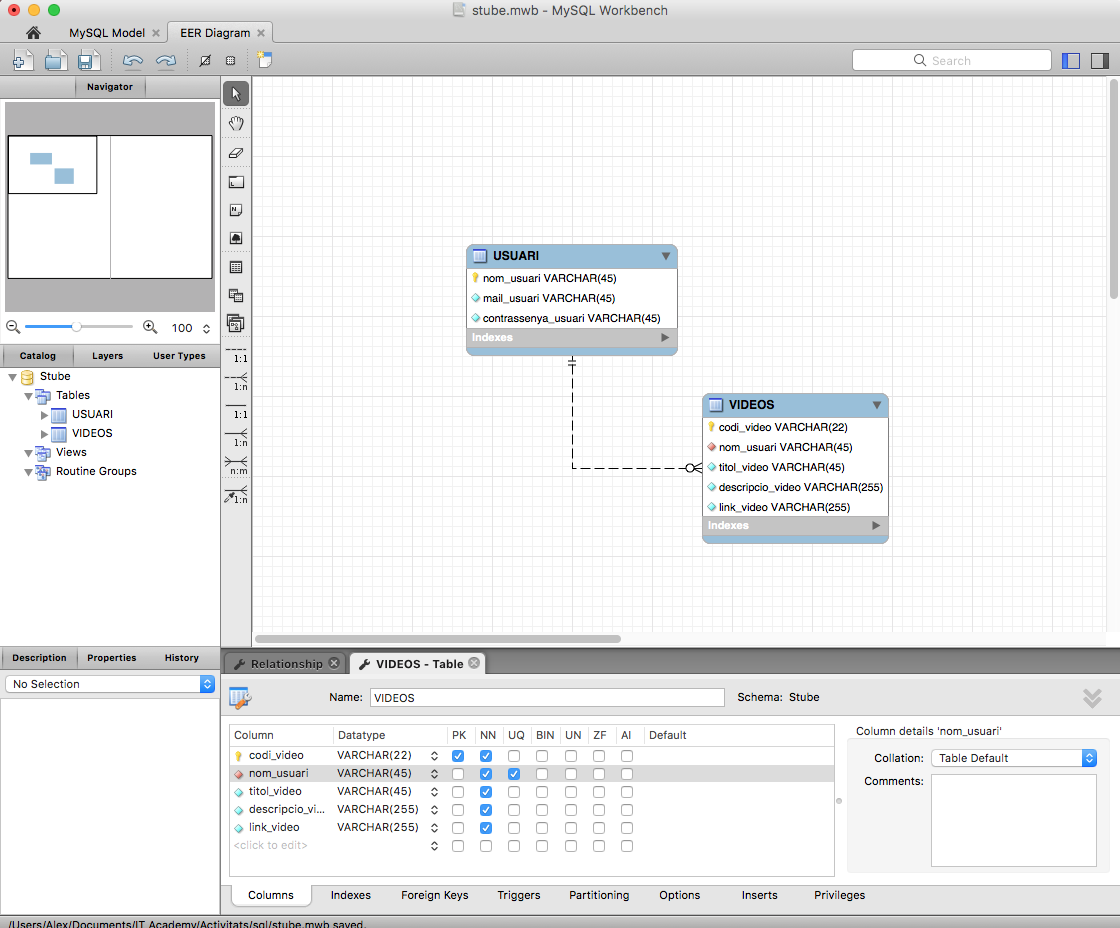 stube.mwb - MySQL Workbench
MySQL Model
EER Diagram
Search
Navigator
100
Catalog Layers User Types
Stube
Tables
USUARI
VIDEOS
Views
Routine Groups
1:1
1:n
1:1
1:n
n:m
1:n
USUARI
nom_usuari VARCHAR(45)
mail_usuari VARCHAR(45)
contrassenya_usuari VARCHAR(45)
Indexes
VIDEOS
codi_video VARCHAR(22)
nom_usuari VARCHAR(45)
titol_video VARCHAR(45)
descripcio_video VARCHAR(255)
link_video VARCHAR(255)
Indexes
Description Properties History
No Selection
Relationship
VIDEOS - Table
Name: VIDEOS Schema: Stube
Column Datatype PK NN UQ BIN UN ZF AI Default
codi_video VARCHAR(22)
nom_usuari VARCHAR(45)
titol_video VARCHAR(45)
descripcio_vi... VARCHAR(255)
link_video VARCHAR(255)
<click to edit>
Column details 'nom_usuari'
Collation: Table Default
Comments:
Columns Indexes Foreign Keys Triggers Partitioning Options Inserts Privileges
/Users/Alex/Documents/IT Academy/Activitats/sql/stube.mwb saved.